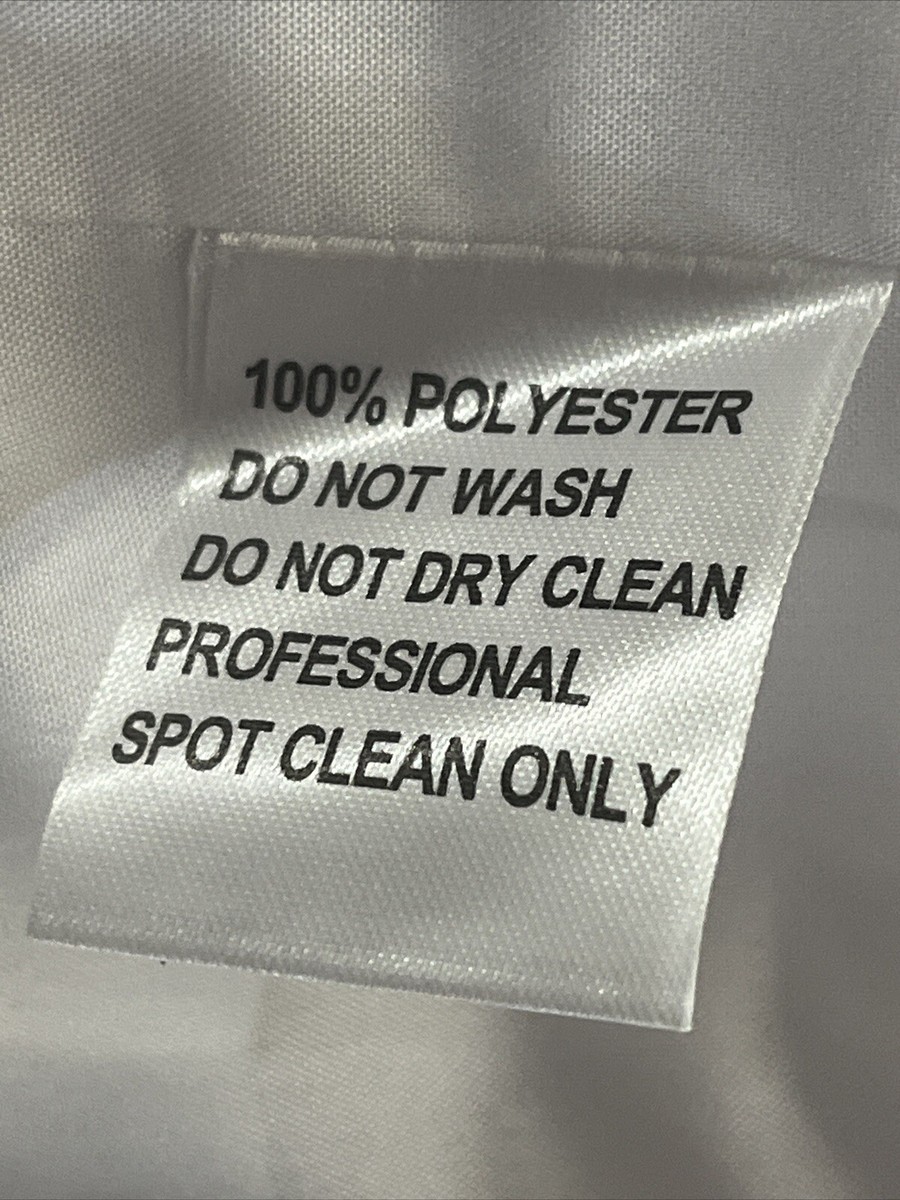 100% POLYESTER
DO NOT WASH
DO NOT DRY CLEAN
PROFESSIONAL
SPOT CLEAN ONLY